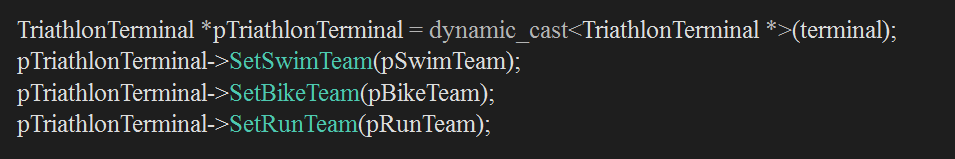 TriathlonTerminal *pTriathlonTerminal = dynamic_cast<TriathlonTerminal *>(terminal);
pTriathlonTerminal->SetSwimTeam(pSwimTeam);
pTriathlonTerminal->SetBikeTeam(pBikeTeam);
pTriathlonTerminal->SetRunTeam(pRunTeam);